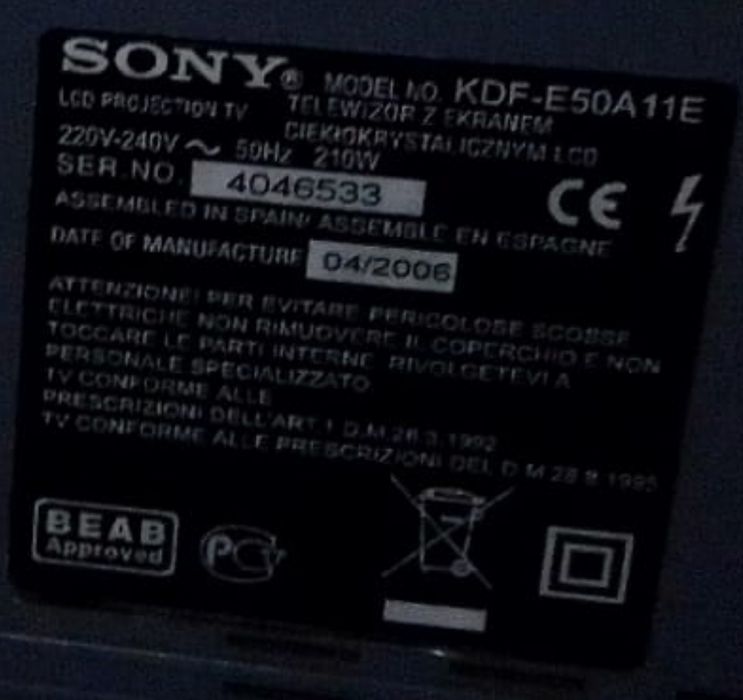 SONY® MODEL NO. KDF-E50A11E
LCD PROJECTION TV TELEWIZOR Z EKRANEM
CIEKŁOKRYSTALICZNYM LCD
220V-240V ~ 50Hz 210W
SER.NO. 4046533
CE
ASSEMBLED IN SPAIN/ ASSEMBLE EN ESPAGNE
DATE OF MANUFACTURE 04/2006
ATTENZIONE! PER EVITARE PERICOLOSE SCOSSE
ELETTRICHE NON RIMUOVERE IL COPERCHIO E NON
TOCCARE LE PARTI INTERNE. RIVOLGETEVI A
PERSONALE SPECIALIZZATO.
TV CONFORME ALLE
PRESCRIZIONI DELL'ART.1 D.M.26.3.1992
TV CONFORME ALLE PRESCRIZIONI DEL D.M.28.8.1995
BEAB
Approved